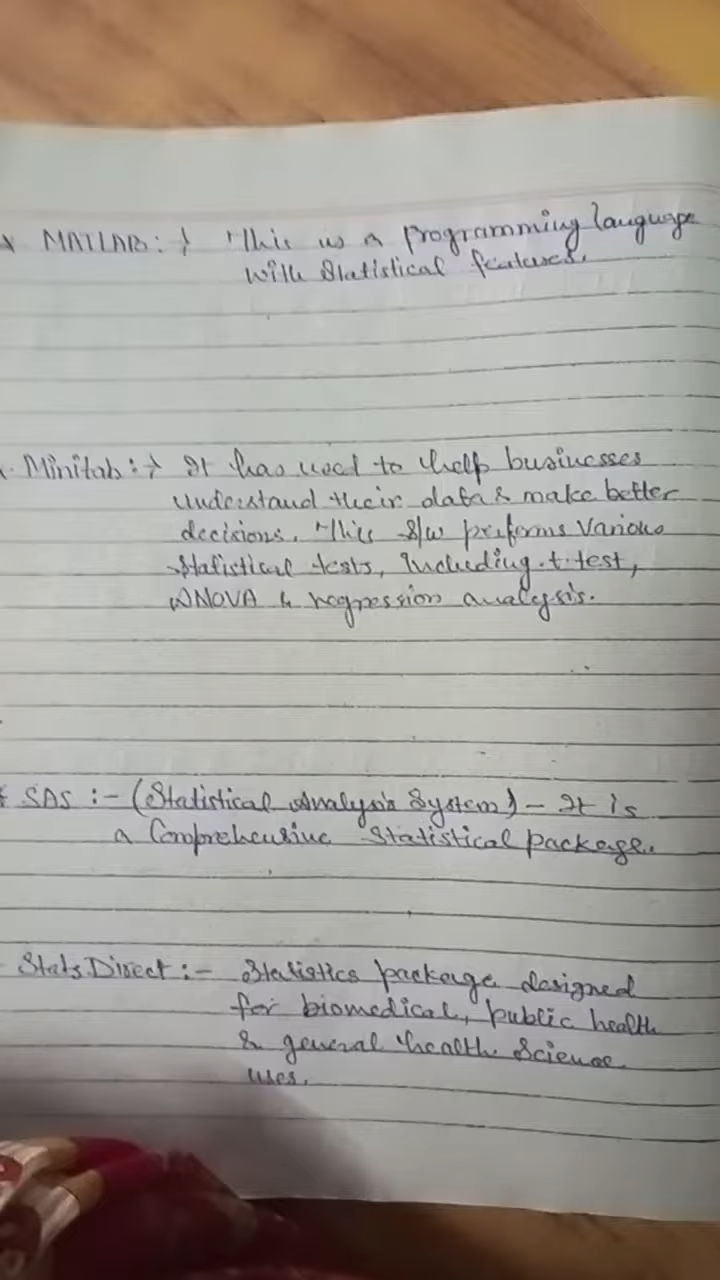 * MATLAB :→ This is a programming language
with statistical features.
* Minitab :→ It has used to help businesses
understand their data & make better
decisions. This s/w performs various
statistical tests, including t-test,
ANOVA & regression analysis.
* SAS :- (Statistical Analysis System) - It is
a Comprehensive Statistical package.
Stats Direct :- Statistics package designed
for biomedical, public health
& general health Science
uses.